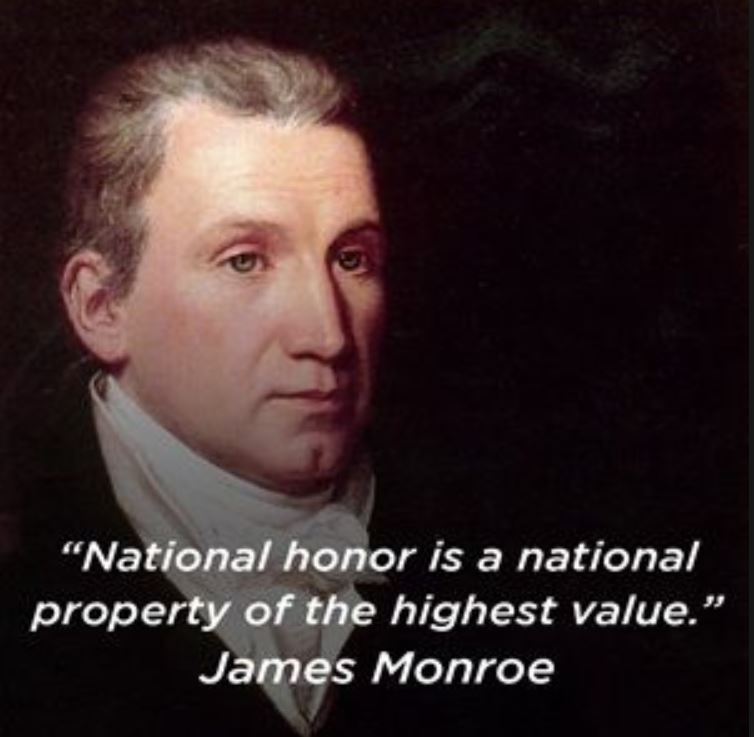 “National honor is a national
property of the highest value.”
James Monroe